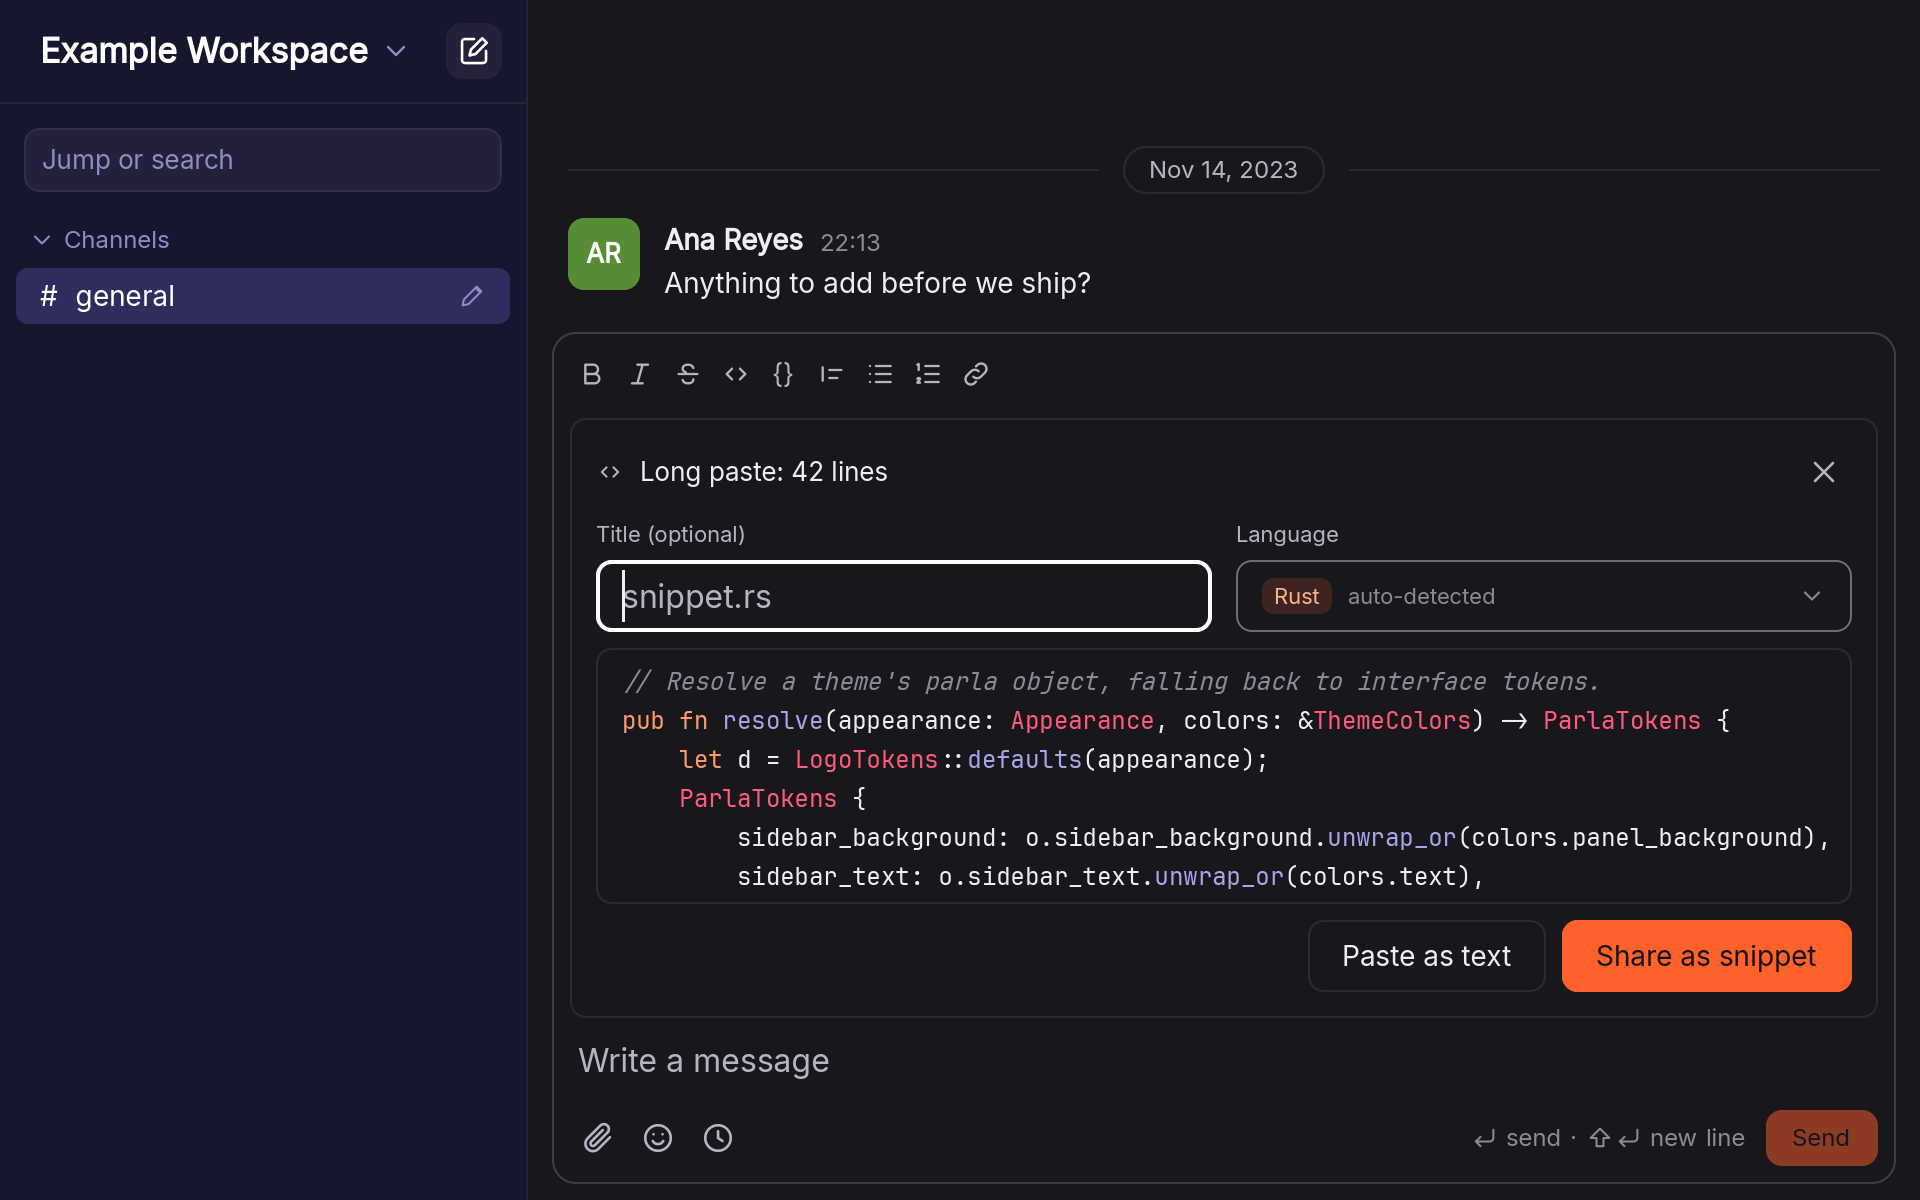 Example Workspace
Jump or search
Channels
# general
Nov 14, 2023
AR
Ana Reyes 22:13
Anything to add before we ship?
Long paste: 42 lines
Title (optional)
Language
snippet.rs
Rust auto-detected
// Resolve a theme's parla object, falling back to interface tokens.
pub fn resolve(appearance: Appearance, colors: &ThemeColors) -> ParlaTokens {
    let d = LogoTokens::defaults(appearance);
    ParlaTokens {
        sidebar_background: o.sidebar_background.unwrap_or(colors.panel_background),
        sidebar_text: o.sidebar_text.unwrap_or(colors.text),
Paste as text
Share as snippet
Write a message
send · new line
Send